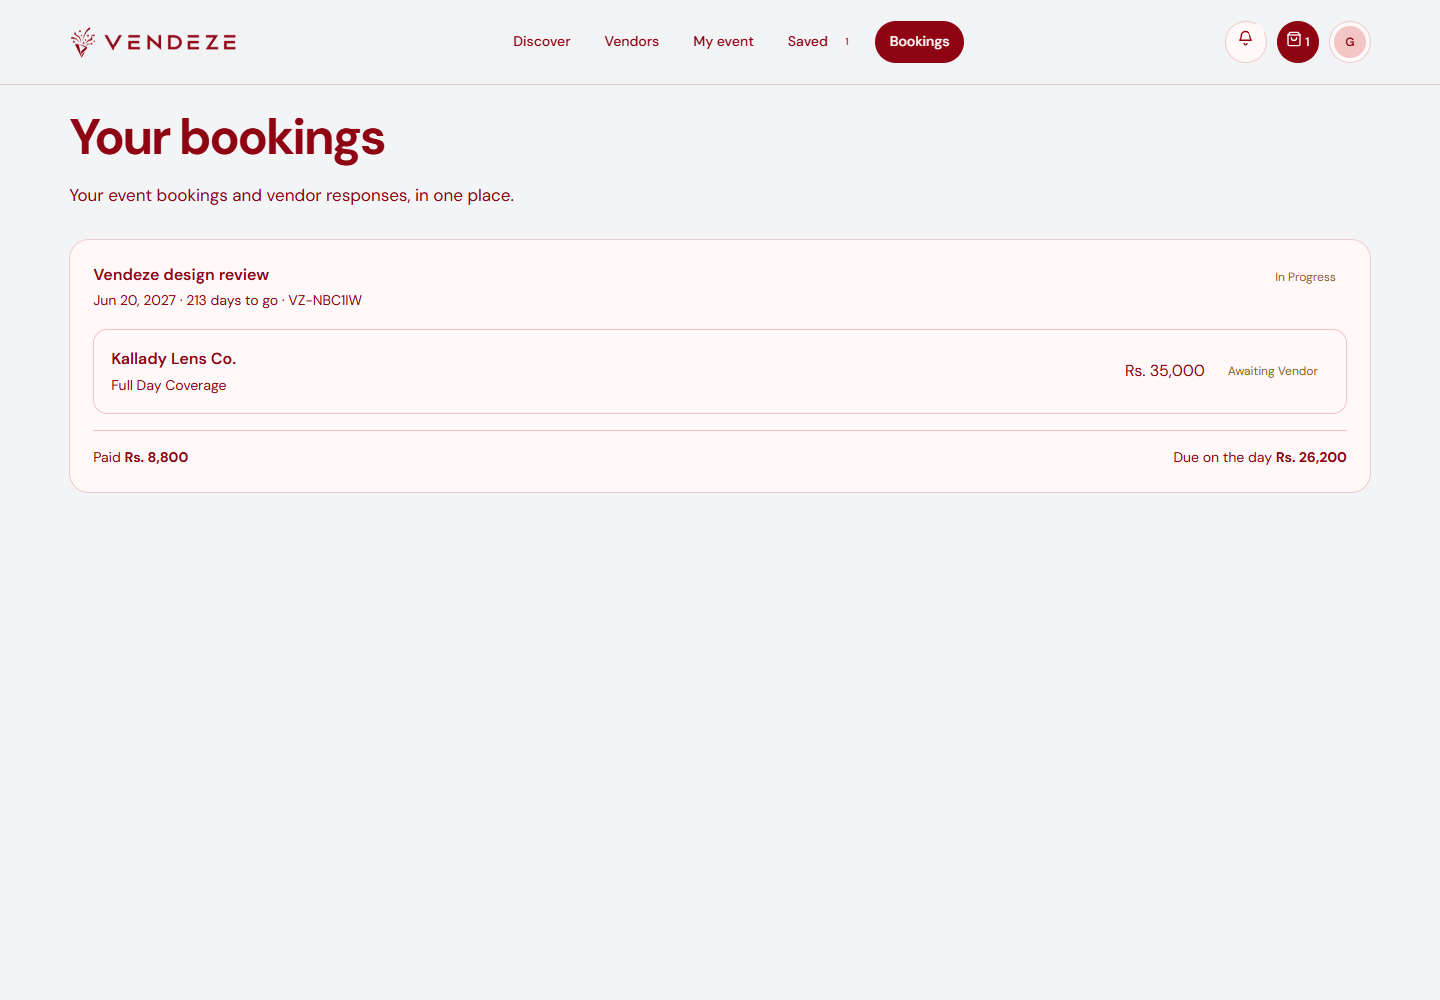 VENDEZE
Discover Vendors My event Saved 1 Bookings
1 G
Your bookings
Your event bookings and vendor responses, in one place.
Vendeze design review
In Progress
Jun 20, 2027 · 213 days to go · VZ-NBC1IW
Kallady Lens Co.
Full Day Coverage
Rs. 35,000 Awaiting Vendor
Paid Rs. 8,800
Due on the day Rs. 26,200